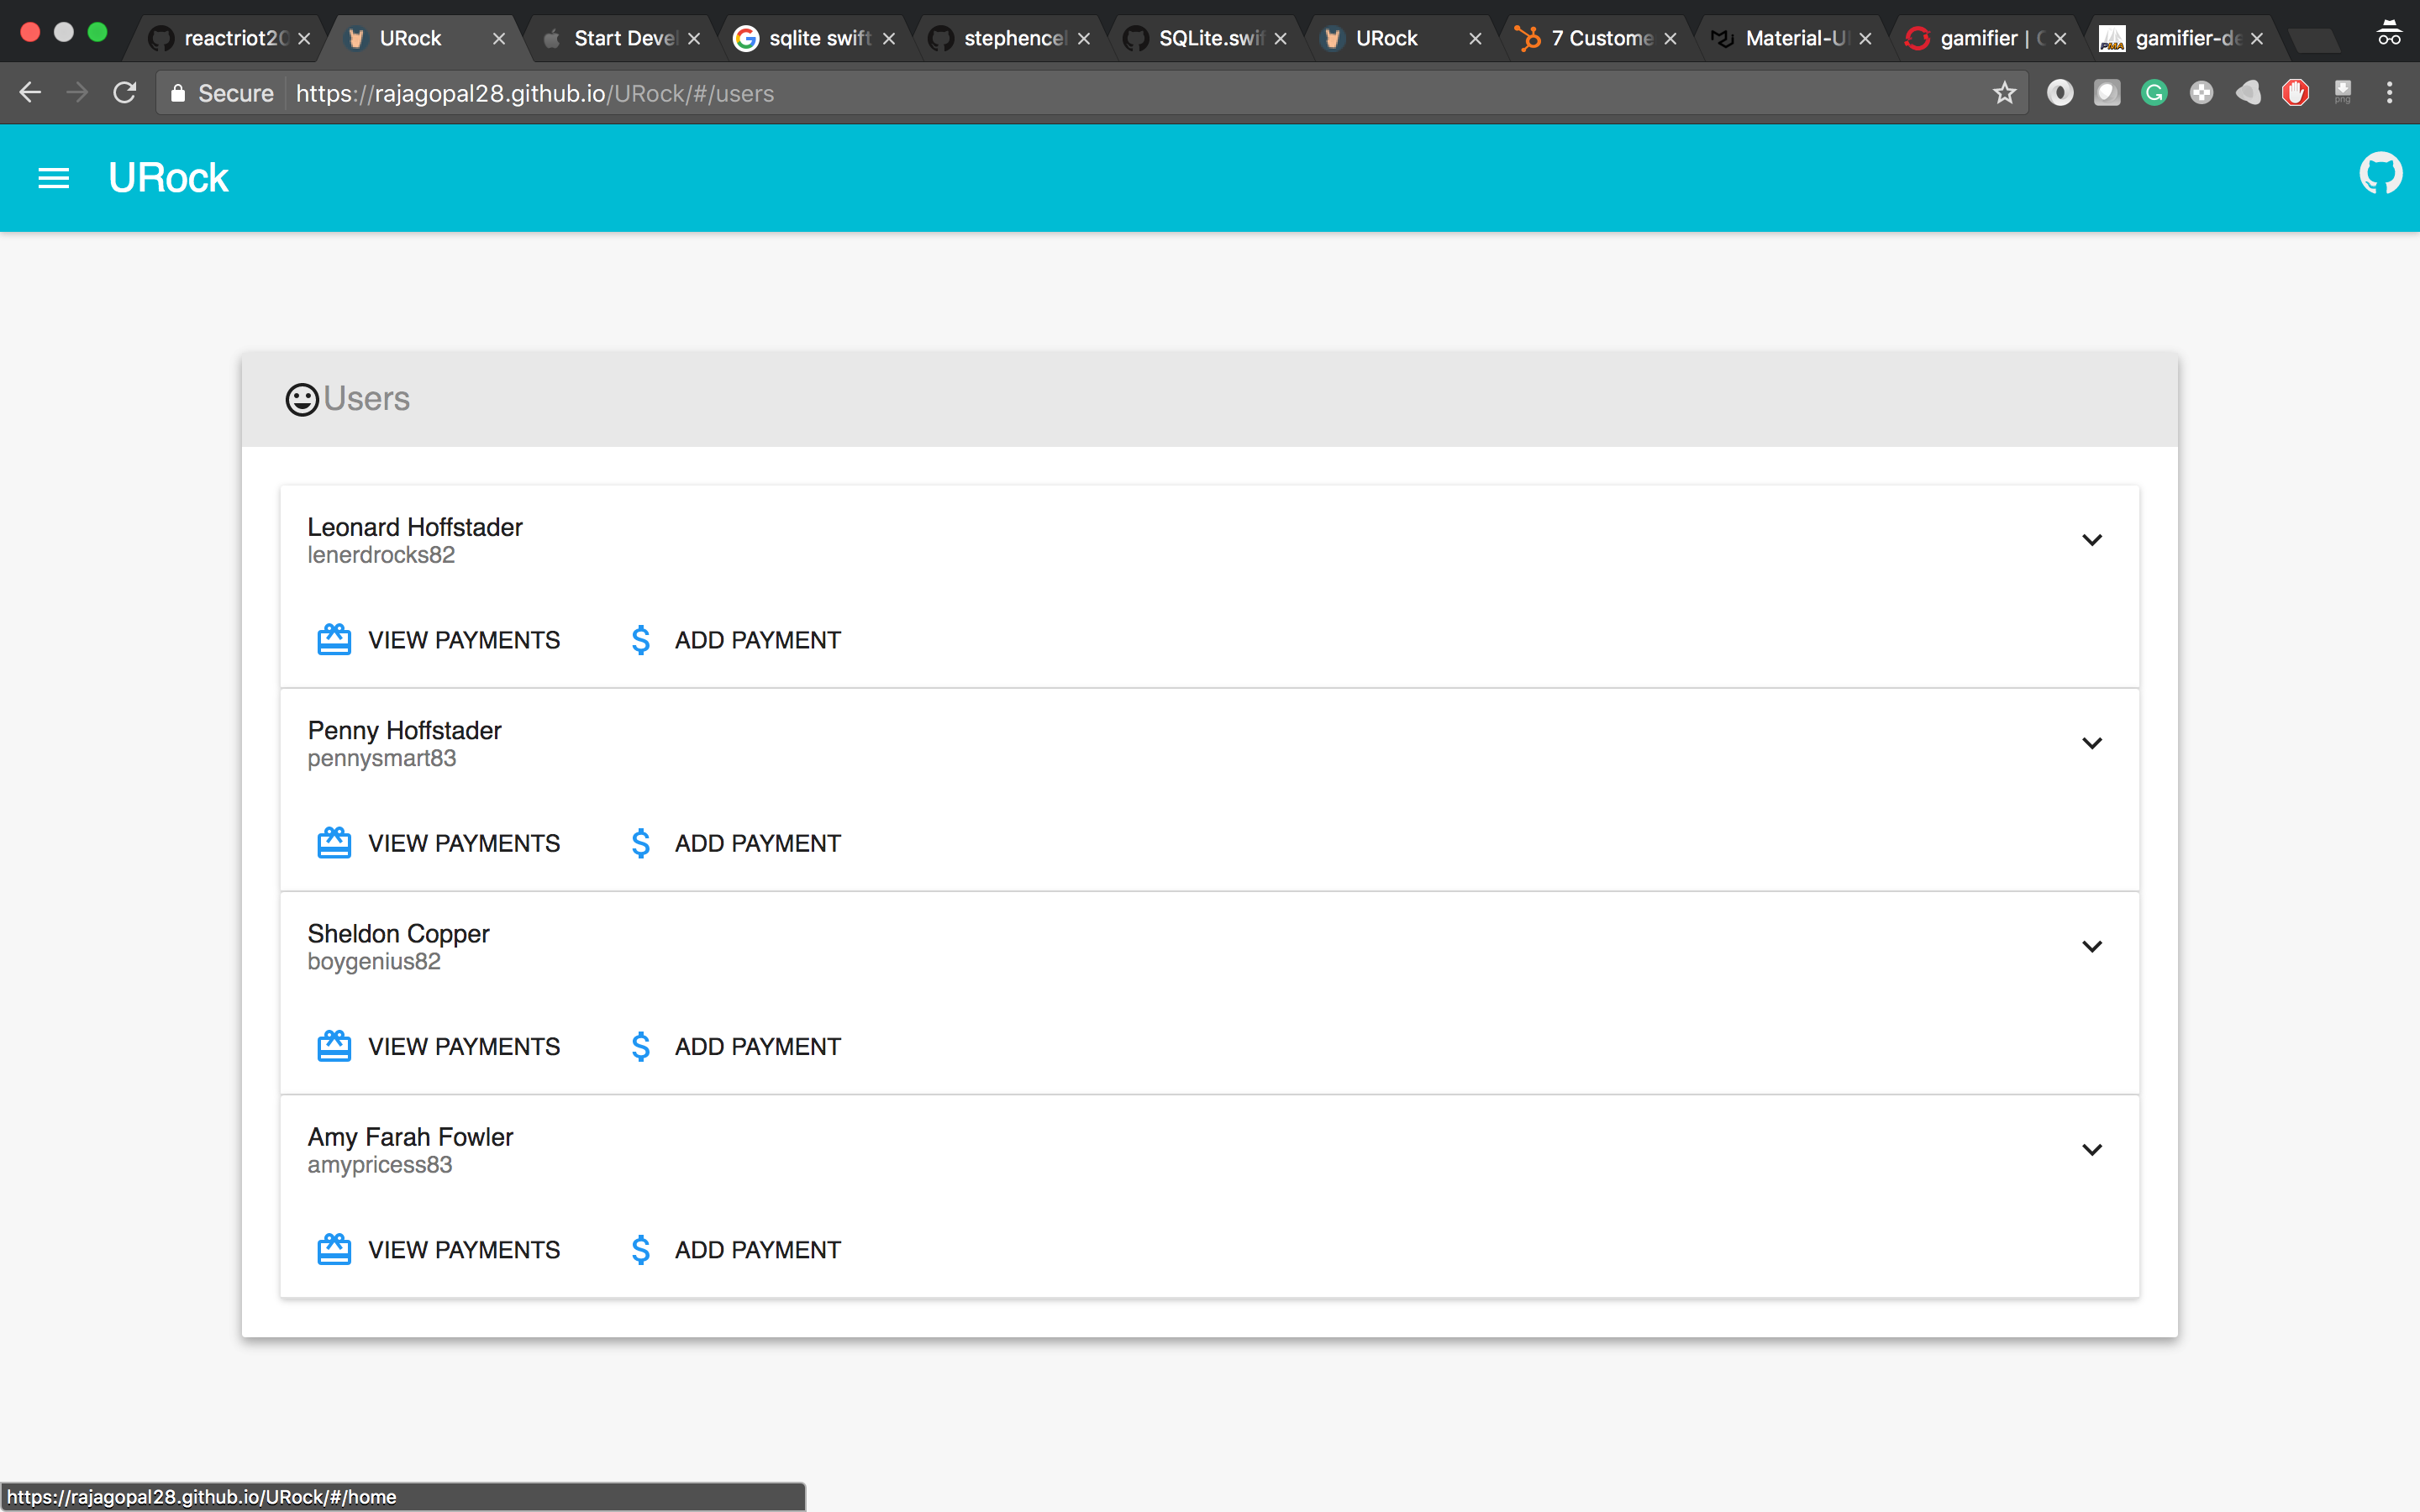 reactriot20
URock
Start Devel
sqlite swift
stephencel
SQLite.swif
URock
7 Custome
Material-UI
gamifier | O
gamifier-de
Secure https://rajagopal28.github.io/URock/#/users
png
URock
Users
Leonard Hoffstader
lenerdrocks82
VIEW PAYMENTS ADD PAYMENT
Penny Hoffstader
pennysmart83
VIEW PAYMENTS ADD PAYMENT
Sheldon Copper
boygenius82
VIEW PAYMENTS ADD PAYMENT
Amy Farah Fowler
amypricess83
VIEW PAYMENTS ADD PAYMENT
https://rajagopal28.github.io/URock/#/home